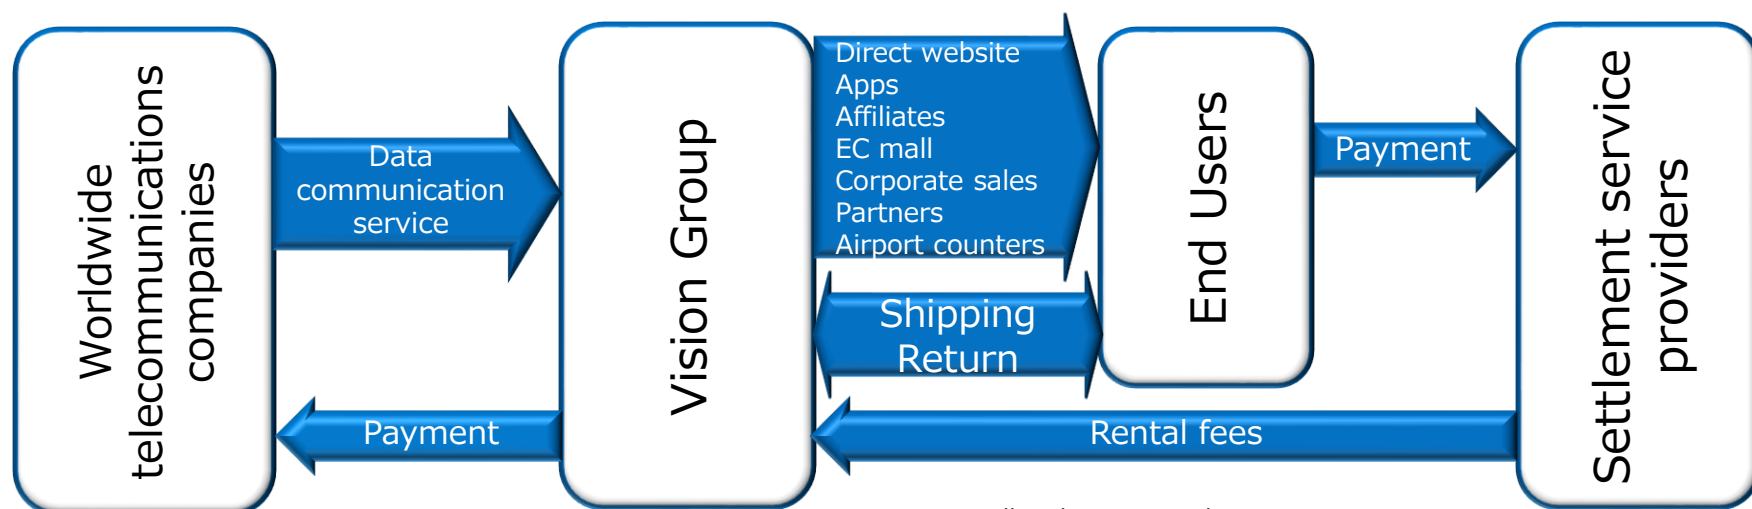 Worldwide
telecommunications
companies
Data
communication
service
Payment
Vision Group
Direct website
Apps
Affiliates
EC mall
Corporate sales
Partners
Airport counters
Shipping
Return
End Users
Payment
Rental fees
Settlement service
providers